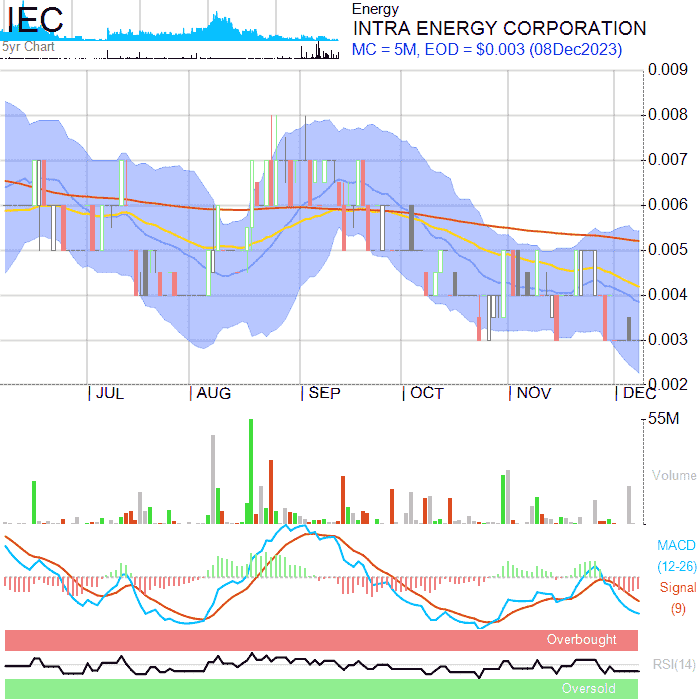 IEC
5yr Chart
Energy
INTRA ENERGY CORPORATION
MC = 5M, EOD = $0.003 (08Dec2023)
0.009
0.008
0.007
0.006
0.005
0.004
0.003
0.002
JUL AUG SEP OCT NOV DEC
55M
Volume
MACD
(12-26)
Signal
(9)
Overbought
RSI(14)
Oversold